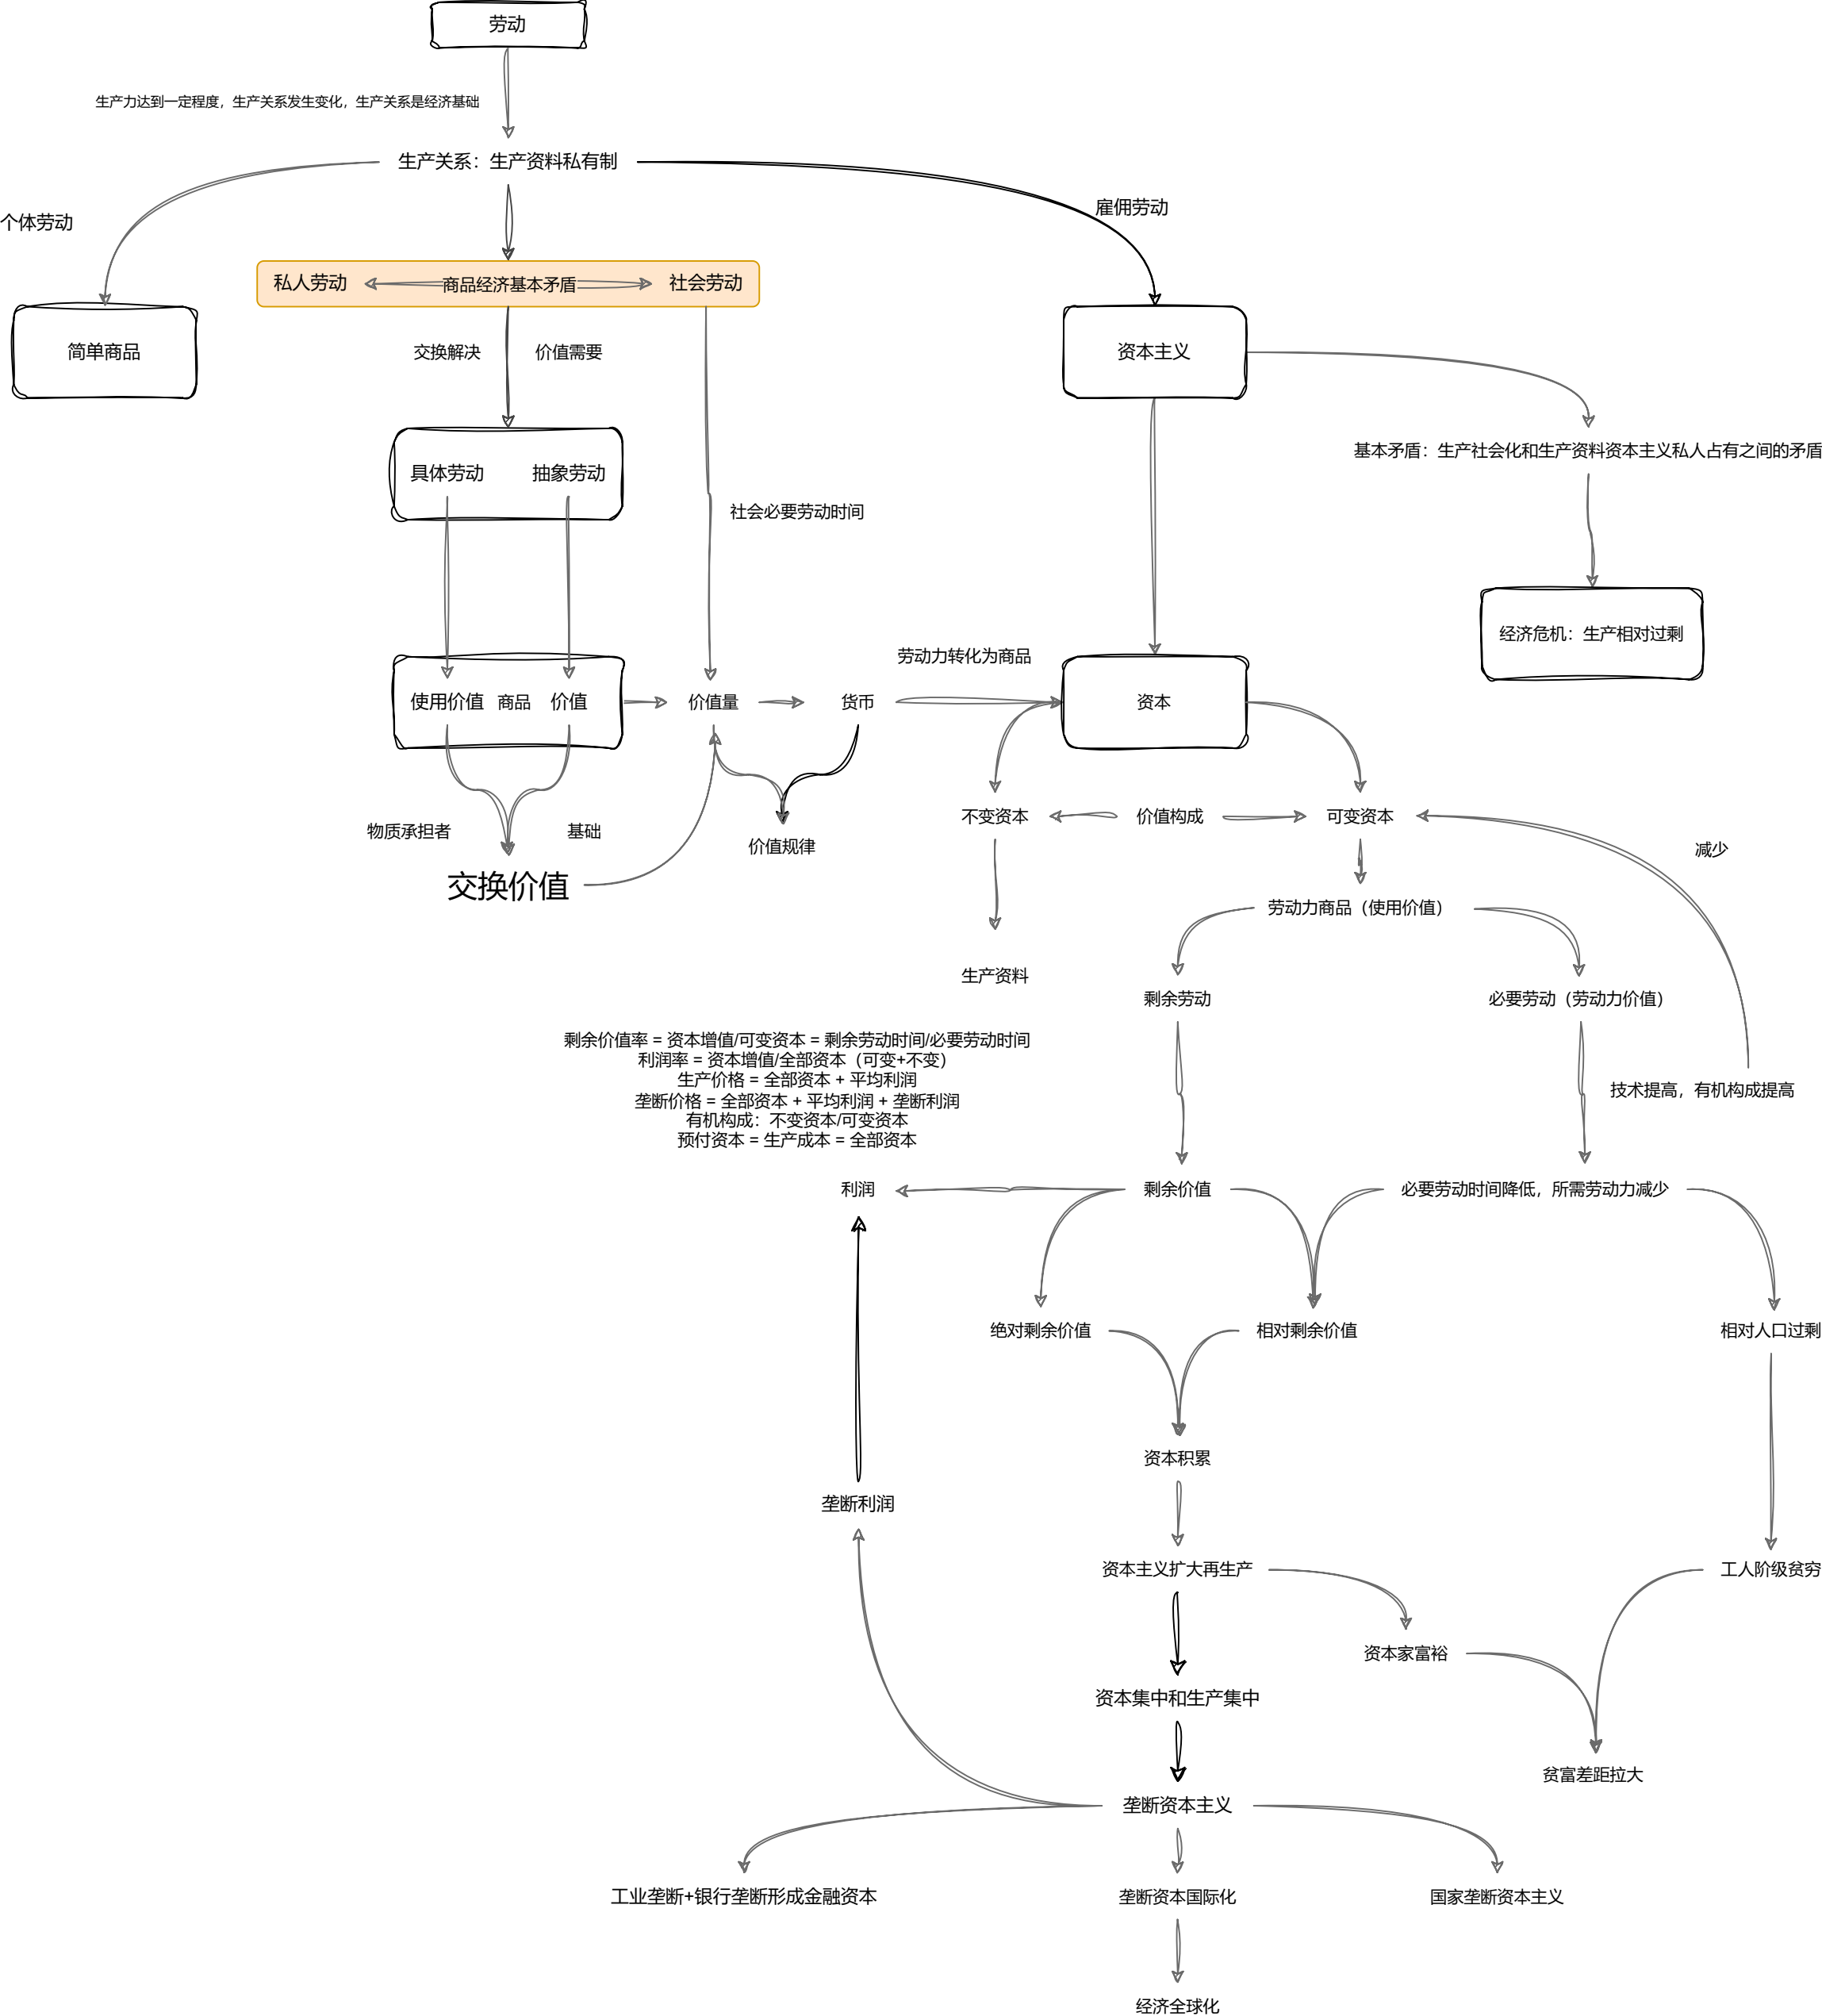 劳动
生产力达到一定程度，生产关系发生变化，生产关系是经济基础
生产关系：生产资料私有制
个体劳动
雇佣劳动
私人劳动
商品经济基本矛盾
社会劳动
简单商品
交换解决
价值需要
资本主义
基本矛盾：生产社会化和生产资料资本主义私人占有之间的矛盾
具体劳动
抽象劳动
社会必要劳动时间
经济危机：生产相对过剩
劳动力转化为商品
使用价值
商品
价值
价值量
货币
资本
物质承担者
基础
价值规律
不变资本
价值构成
可变资本
减少
交换价值
劳动力商品（使用价值）
生产资料
剩余劳动
必要劳动（劳动力价值）
剩余价值率 = 资本增值/可变资本 = 剩余劳动时间/必要劳动时间
利润率 = 资本增值/全部资本（可变+不变）
生产价格 = 全部资本 + 平均利润
垄断价格 = 全部资本 + 平均利润 + 垄断利润
有机构成：不变资本/可变资本
预付资本 = 生产成本 = 全部资本
技术提高，有机构成提高
利润
剩余价值
必要劳动时间降低，所需劳动力减少
绝对剩余价值
相对剩余价值
相对人口过剩
资本积累
垄断利润
资本主义扩大再生产
工人阶级贫穷
资本家富裕
资本集中和生产集中
贫富差距拉大
垄断资本主义
工业垄断+银行垄断形成金融资本
垄断资本国际化
国家垄断资本主义
经济全球化